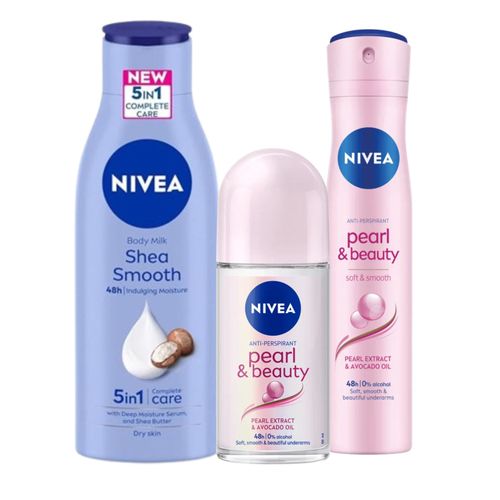 NEW
5IN1
COMPLETE
CARE
NIVEA
Body Milk
Shea
Smooth
48h | Indulging Moisture
5in1 | Complete
care
with Deep Moisture Serum,
and Shea Butter
Dry skin
NIVEA
ANTI-PERSPIRANT
pearl
& beauty
PEARL EXTRACT
& AVOCADO OIL
48h | 0% alcohol
Soft, smooth & beautiful underarms
NIVEA
ANTI-PERSPIRANT
pearl
& beauty
soft & smooth
PEARL EXTRACT
& AVOCADO OIL
48h | 0% alcohol
Soft, smooth &
beautiful underarms